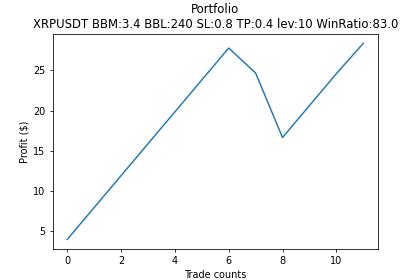 Portfolio
XRPUSDT BBM:3.4 BBL:240 SL:0.8 TP:0.4 lev:10 WinRatio:83.0
25
20
15
10
5
Profit ($)
0 2 4 6 8 10
Trade counts